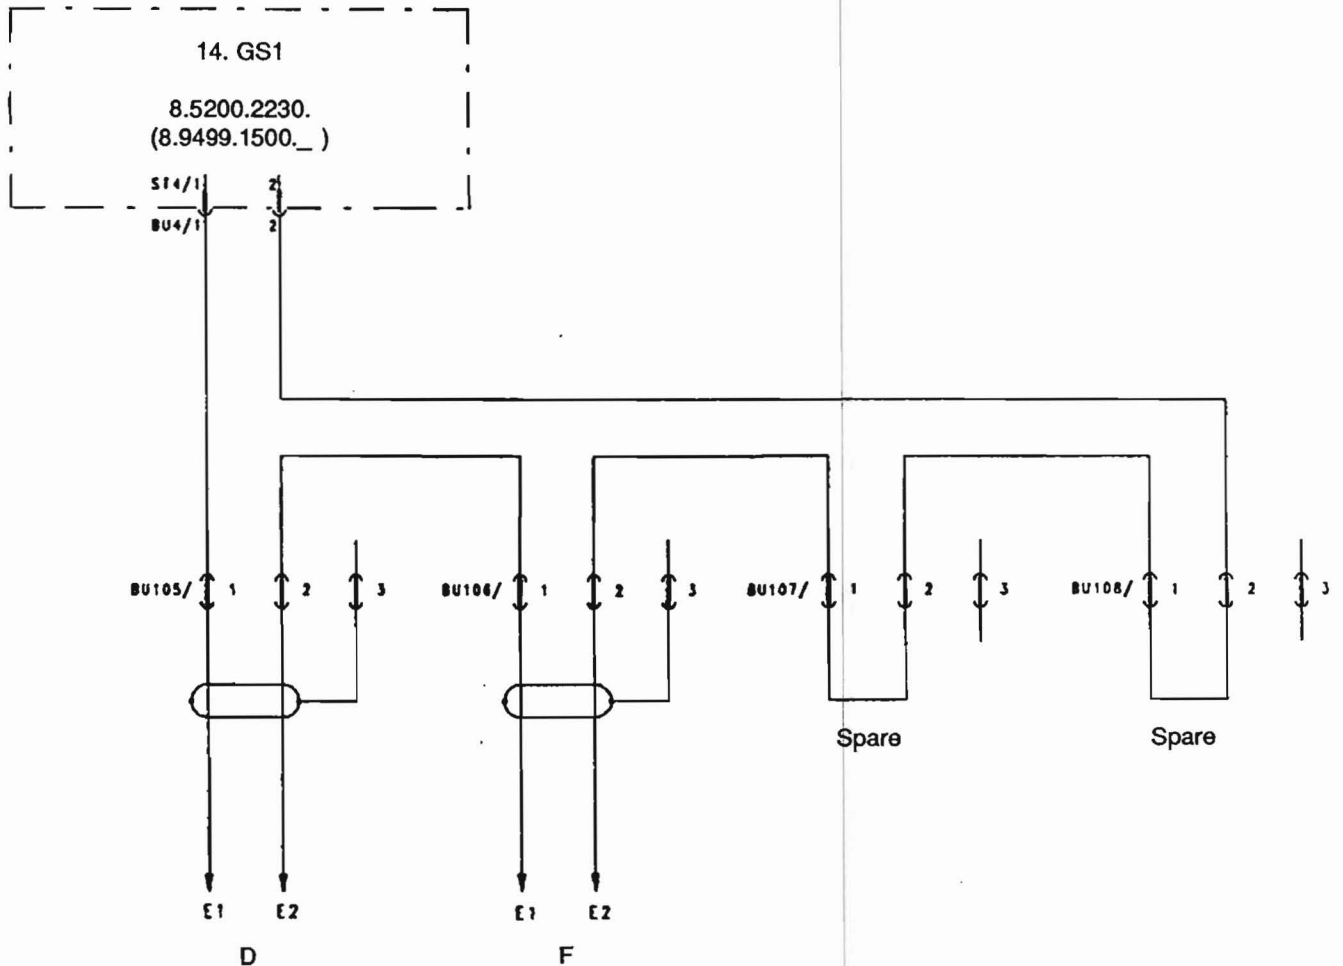 14. GS1
8.5200.2230.
(8.9499.1500._ )
ST4/1 2
BU4/1 2
BU105/ 1 2 3 BU106/ 1 2 3 BU107/ 1 2 3 BU108/ 1 2 3
Spare Spare
E1 E2 E1 E2
D F